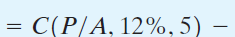 = C(P/A, 12%, 5) −